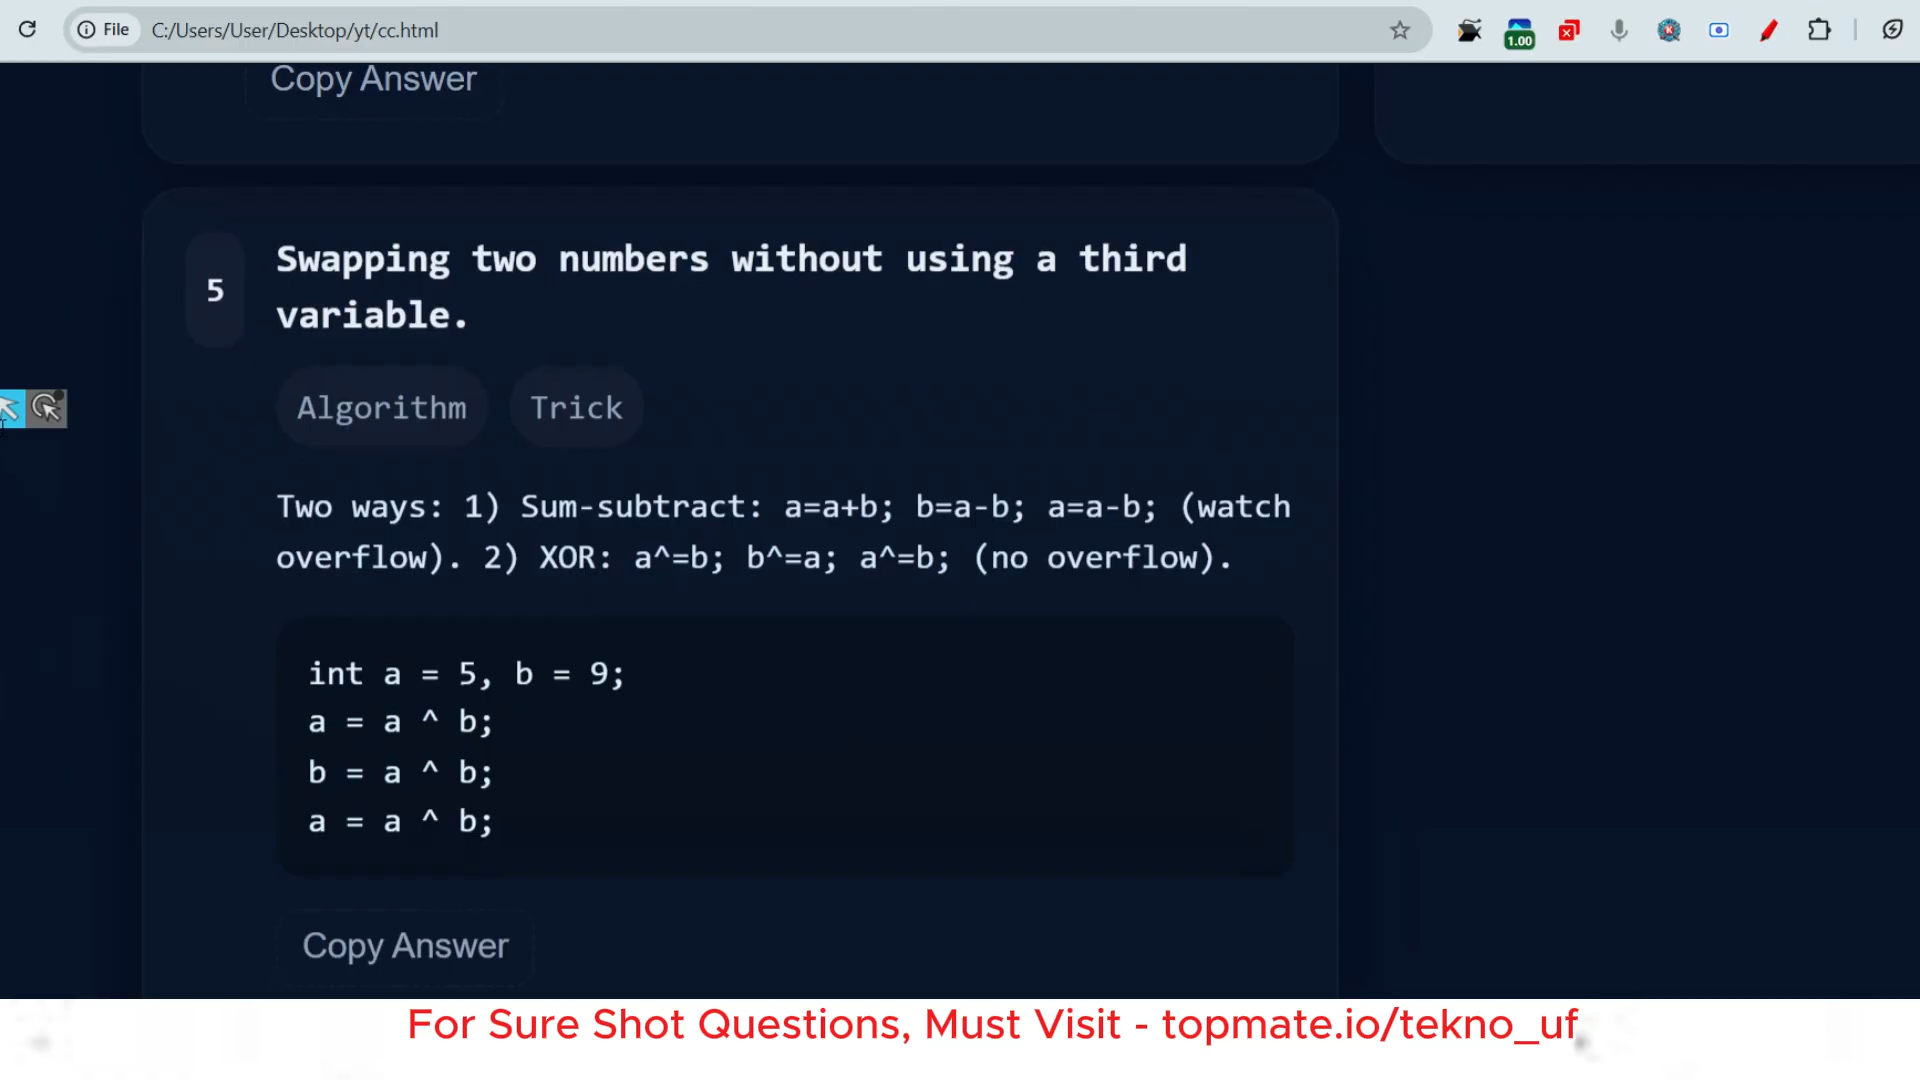 File
C:/Users/User/Desktop/yt/cc.html
1.00
K
Copy Answer
5
Swapping two numbers without using a third
variable.
Algorithm
Trick
Two ways: 1) Sum-subtract: a=a+b; b=a-b; a=a-b; (watch
overflow). 2) XOR: a^=b; b^=a; a^=b; (no overflow).
int a = 5, b = 9;
a = a ^ b;
b = a ^ b;
a = a ^ b;
Copy Answer
For Sure Shot Questions, Must Visit - topmate.io/tekno_uf